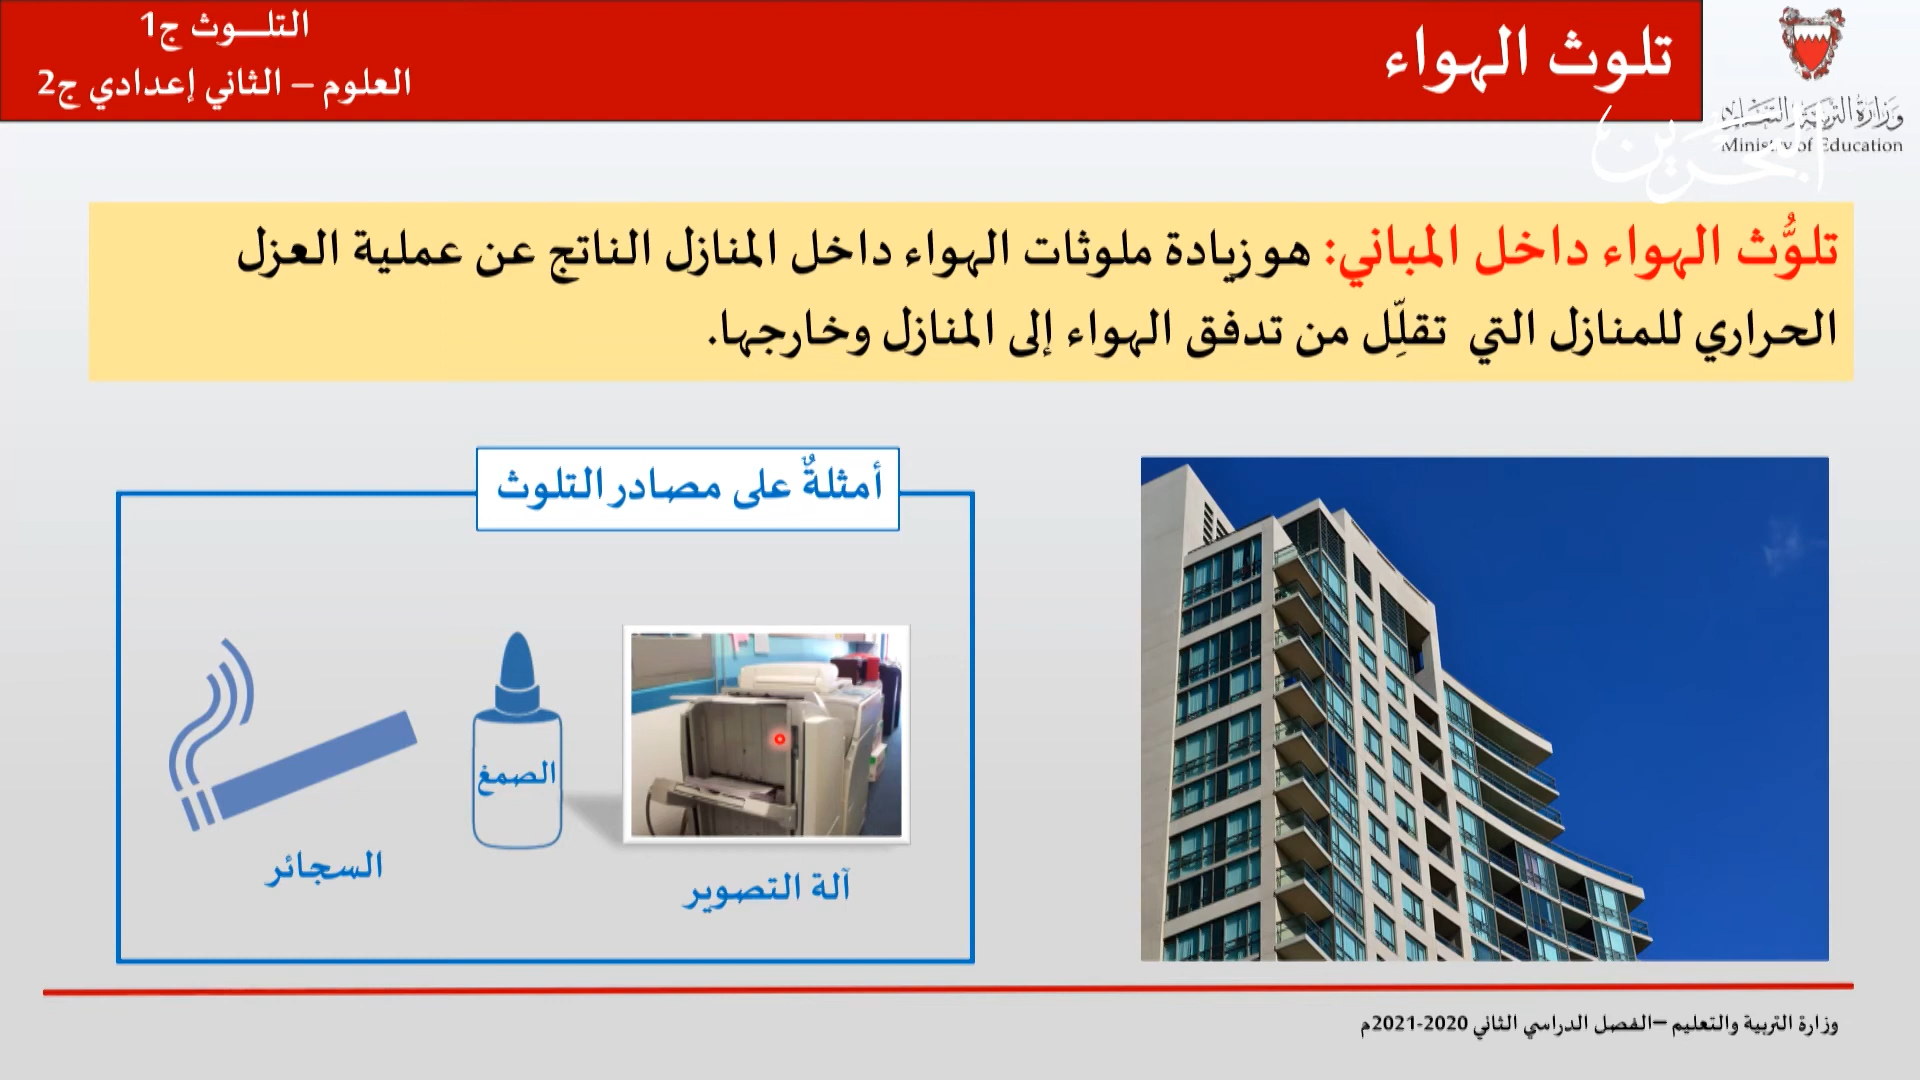 التلـــوث ج1
العلوم – الثاني إعدادي ج2
تلوث الهواء
وزارة التربية والتعليم
Ministry of Education
البحرين
تلوُّث الهواء داخل المباني: هو زيادة ملوثات الهواء داخل المنازل الناتج عن عملية العزل
الحراري للمنازل التي تقلِّل من تدفق الهواء إلى المنازل وخارجها.
أمثلةٌ على مصادر التلوث
الصمغ
آلة التصوير
السجائر
وزارة التربية والتعليم –الفصل الدراسي الثاني 2020-2021م